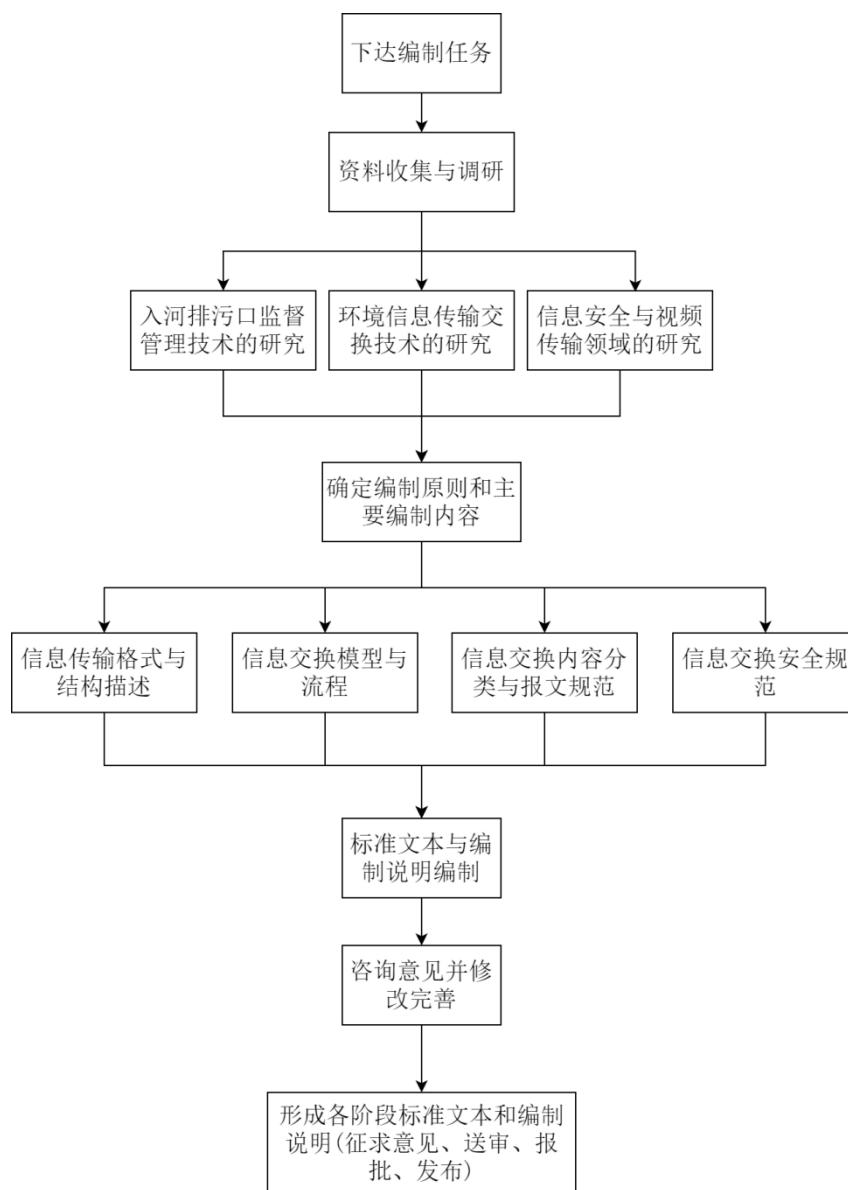 下达编制任务
资料收集与调研
入河排污口监督
管理技术的研究
环境信息传输交
换技术的研究
信息安全与视频
传输领域的研究
确定编制原则和主
要编制内容
信息传输格式与
结构描述
信息交换模型与
流程
信息交换内容分
类与报文规范
信息交换安全规
范
标准文本与编
制说明编制
咨询意见并修
改完善
形成各阶段标准文本和编制
说明(征求意见、送审、报
批、发布)